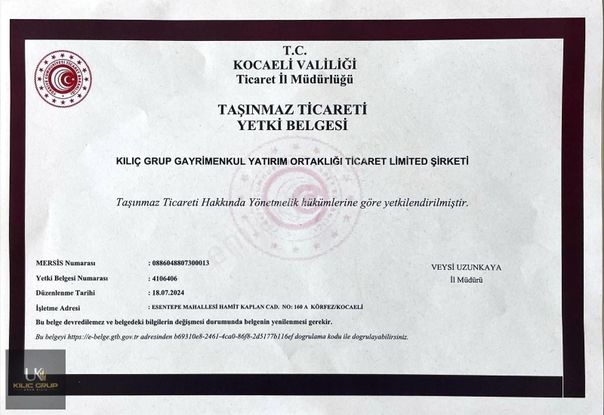 T.C.
KOCAELİ VALİLİĞİ
Ticaret İl Müdürlüğü
TAŞINMAZ TİCARETİ
YETKİ BELGESİ
KILIÇ GRUP GAYRİMENKUL YATIRIM ORTAKLIĞI TİCARET LİMİTED ŞİRKETİ
Taşınmaz Ticareti Hakkında Yönetmelik hükümlerine göre yetkilendirilmiştir.
MERSİS Numarası : 0886048807300013
Yetki Belgesi Numarası : 4106406
Düzenlenme Tarihi : 18.07.2024
İşletme Adresi : ESENTEPE MAHALLESİ HAMİT KAPLAN CAD. NO: 160 A KÖRFEZ/KOCAELİ
VEYSİ UZUNKAYA
İl Müdürü
Bu belge devredilemez ve belgedeki bilgilerin değişmesi durumunda belgenin yenilenmesi gerekir.
Bu belgeyi https://e-belge.gtb.gov.tr adresinden b69310e8-2461-4ca0-86f8-2d5177b116ef doğrulama kodu ile doğrulayabilirsiniz.
UK
KILIÇ GRUP